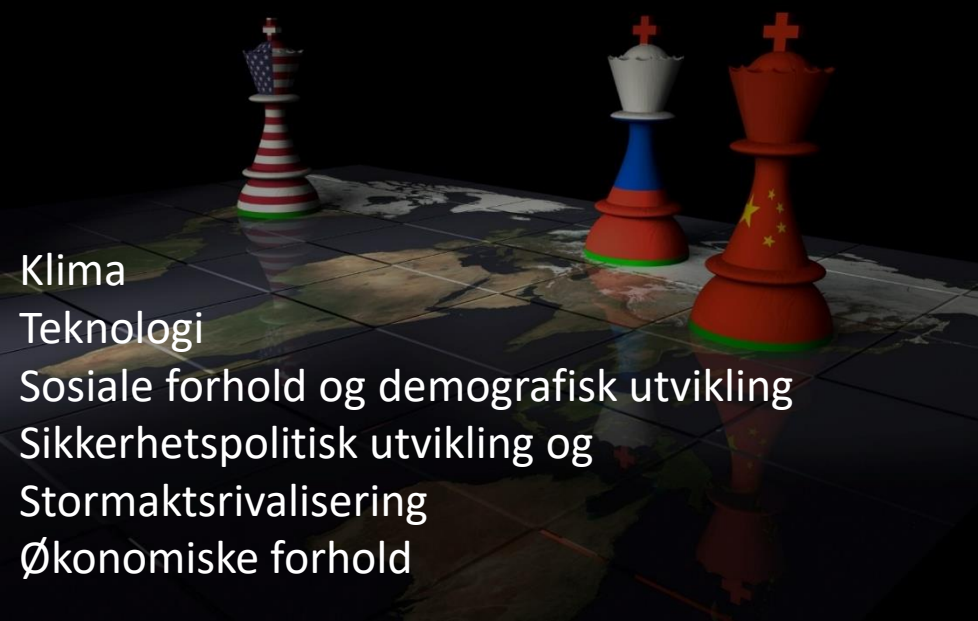 Klima
Teknologi
Sosiale forhold og demografisk utvikling
Sikkerhetspolitisk utvikling og
Stormaktsrivalisering
Økonomiske forhold